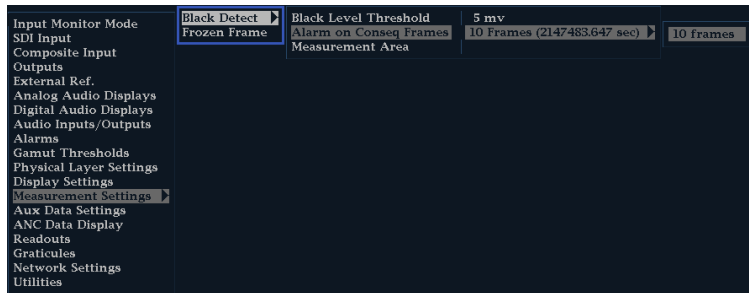 Input Monitor Mode
SDI Input
Composite Input
Outputs
External Ref.
Analog Audio Displays
Digital Audio Displays
Audio Inputs/Outputs
Alarms
Gamut Thresholds
Physical Layer Settings
Display Settings
Measurement Settings
Aux Data Settings
ANC Data Display
Readouts
Graticules
Network Settings
Utilities
Black Detect
Frozen Frame
Black Level Threshold 5 mv
Alarm on Conseq Frames 10 Frames (2147483.647 sec)
Measurement Area
10 frames